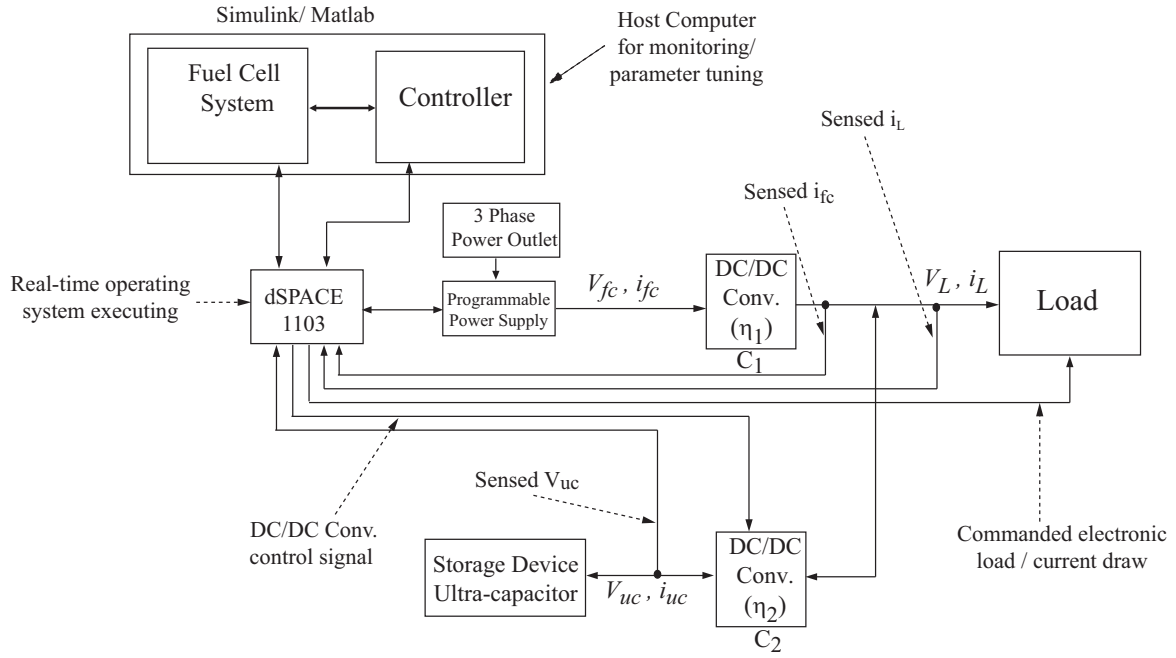 Simulink/ Matlab
Host Computer
for monitoring/
parameter tuning
Fuel Cell
System
Controller
Sensed i_L
Sensed i_fc
3 Phase
Power Outlet
Real-time operating
system executing
dSPACE
1103
Programmable
Power Supply
V_fc , i_fc
DC/DC
Conv.
(η_1)
C_1
V_L , i_L
Load
Sensed V_uc
DC/DC Conv.
control signal
Storage Device
Ultra-capacitor
V_uc , i_uc
DC/DC
Conv.
(η_2)
C_2
Commanded electronic
load / current draw